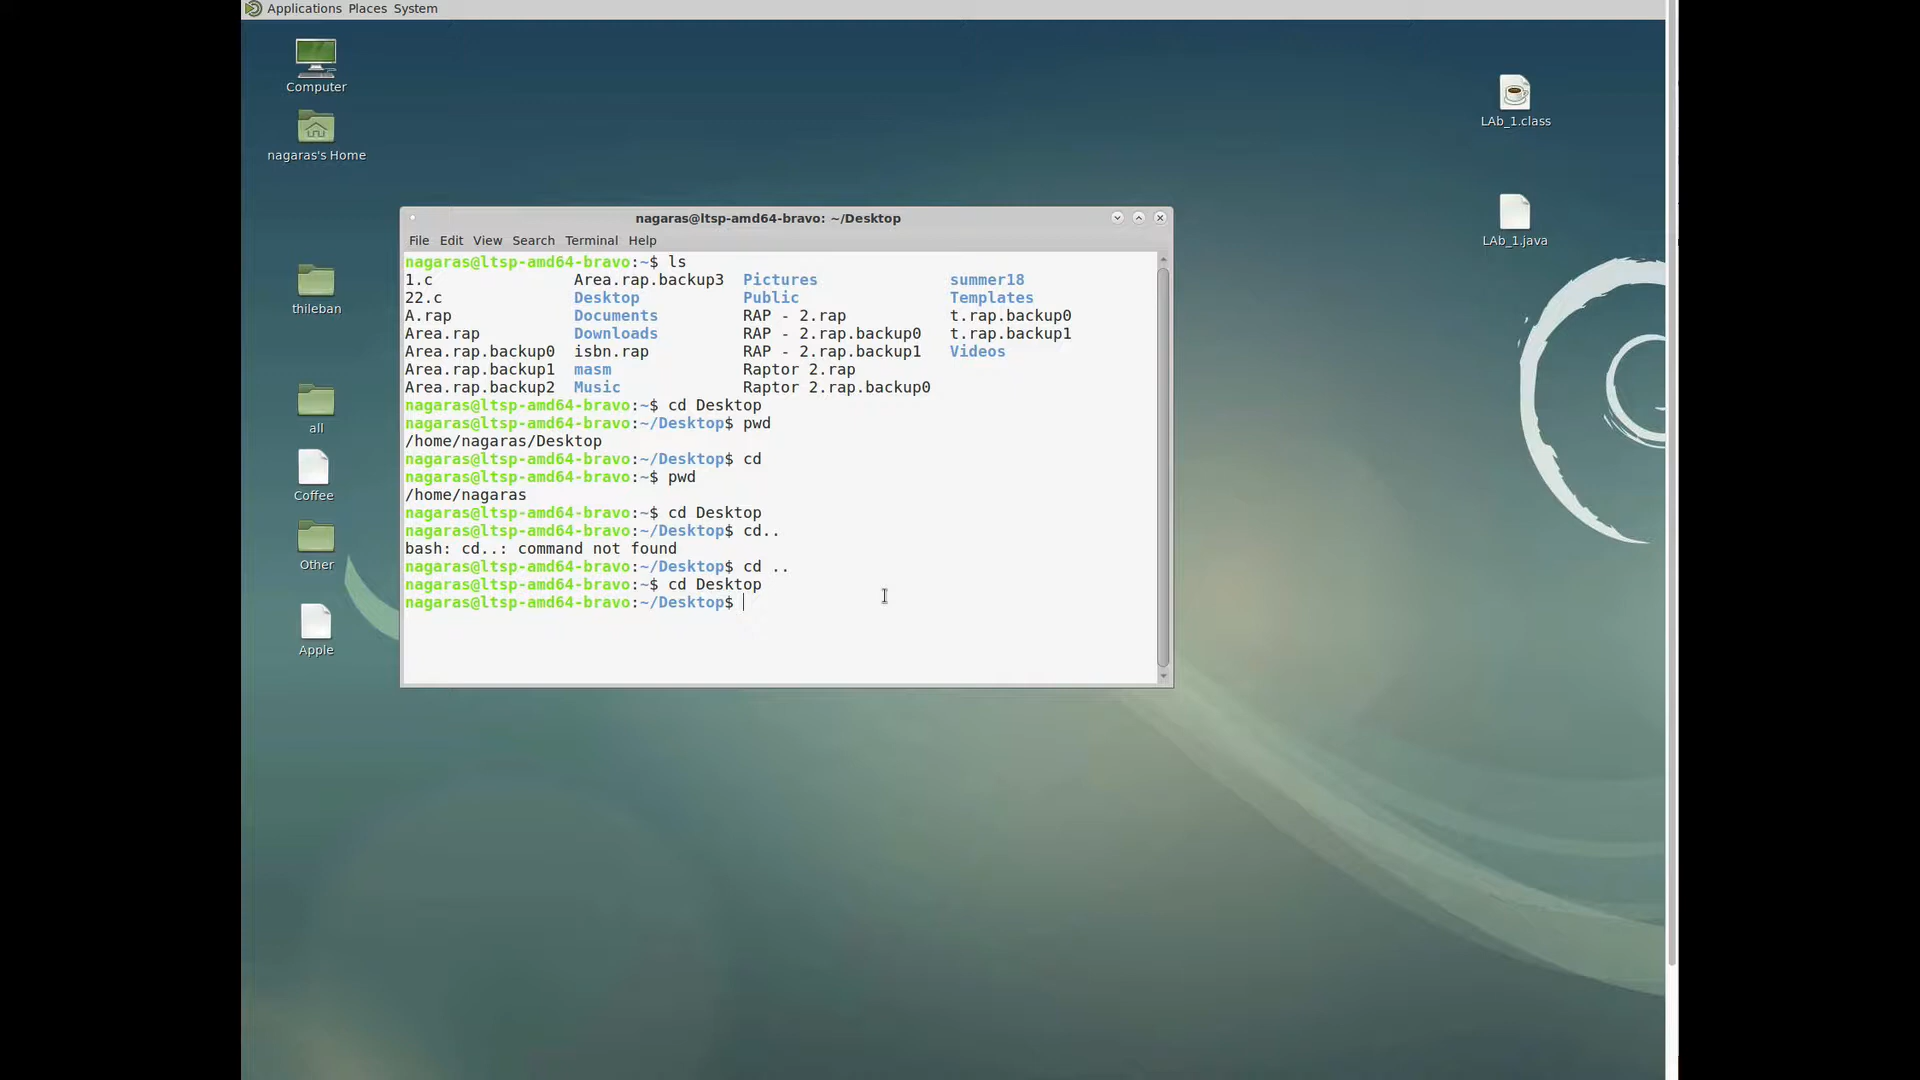 Applications Places System
Computer
nagaras's Home
LAb_1.class
LAb_1.java
thileban
all
Coffee
Other
Apple
nagaras@ltsp-amd64-bravo: ~/Desktop
File Edit View Search Terminal Help
nagaras@ltsp-amd64-bravo:~$ ls
1.c Area.rap.backup3 Pictures summer18
22.c Desktop Public Templates
A.rap Documents RAP - 2.rap t.rap.backup0
Area.rap Downloads RAP - 2.rap.backup0 t.rap.backup1
Area.rap.backup0 isbn.rap RAP - 2.rap.backup1 Videos
Area.rap.backup1 masm Raptor 2.rap
Area.rap.backup2 Music Raptor 2.rap.backup0
nagaras@ltsp-amd64-bravo:~$ cd Desktop
nagaras@ltsp-amd64-bravo:~/Desktop$ pwd
/home/nagaras/Desktop
nagaras@ltsp-amd64-bravo:~/Desktop$ cd
nagaras@ltsp-amd64-bravo:~$ pwd
/home/nagaras
nagaras@ltsp-amd64-bravo:~$ cd Desktop
nagaras@ltsp-amd64-bravo:~/Desktop$ cd..
bash: cd..: command not found
nagaras@ltsp-amd64-bravo:~/Desktop$ cd ..
nagaras@ltsp-amd64-bravo:~$ cd Desktop
nagaras@ltsp-amd64-bravo:~/Desktop$